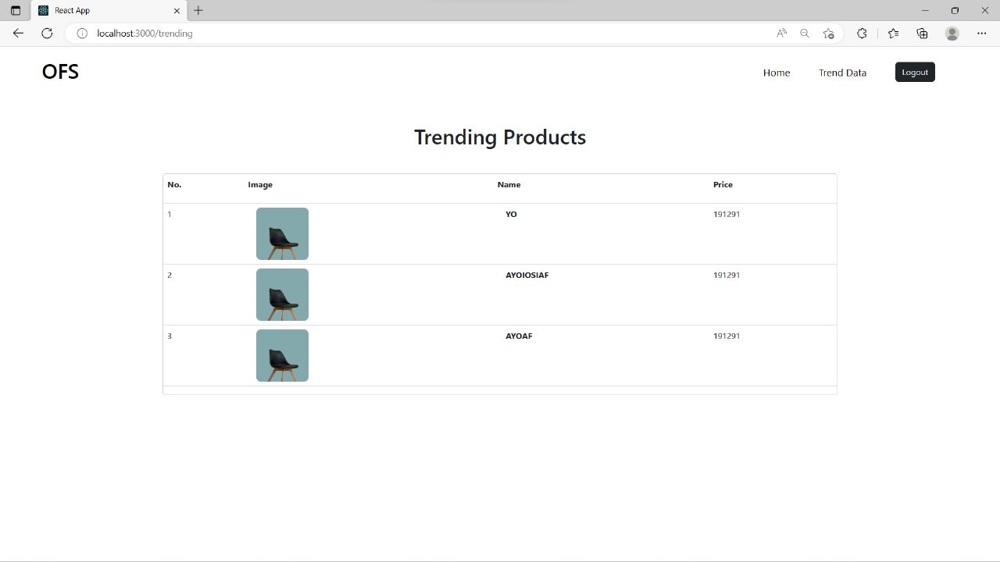 React App
localhost:3000/trending
OFS
Home Trend Data Logout
Trending Products
No. Image Name Price
1 YO 191291
2 AYOIOSIAF 191291
3 AYOAF 191291